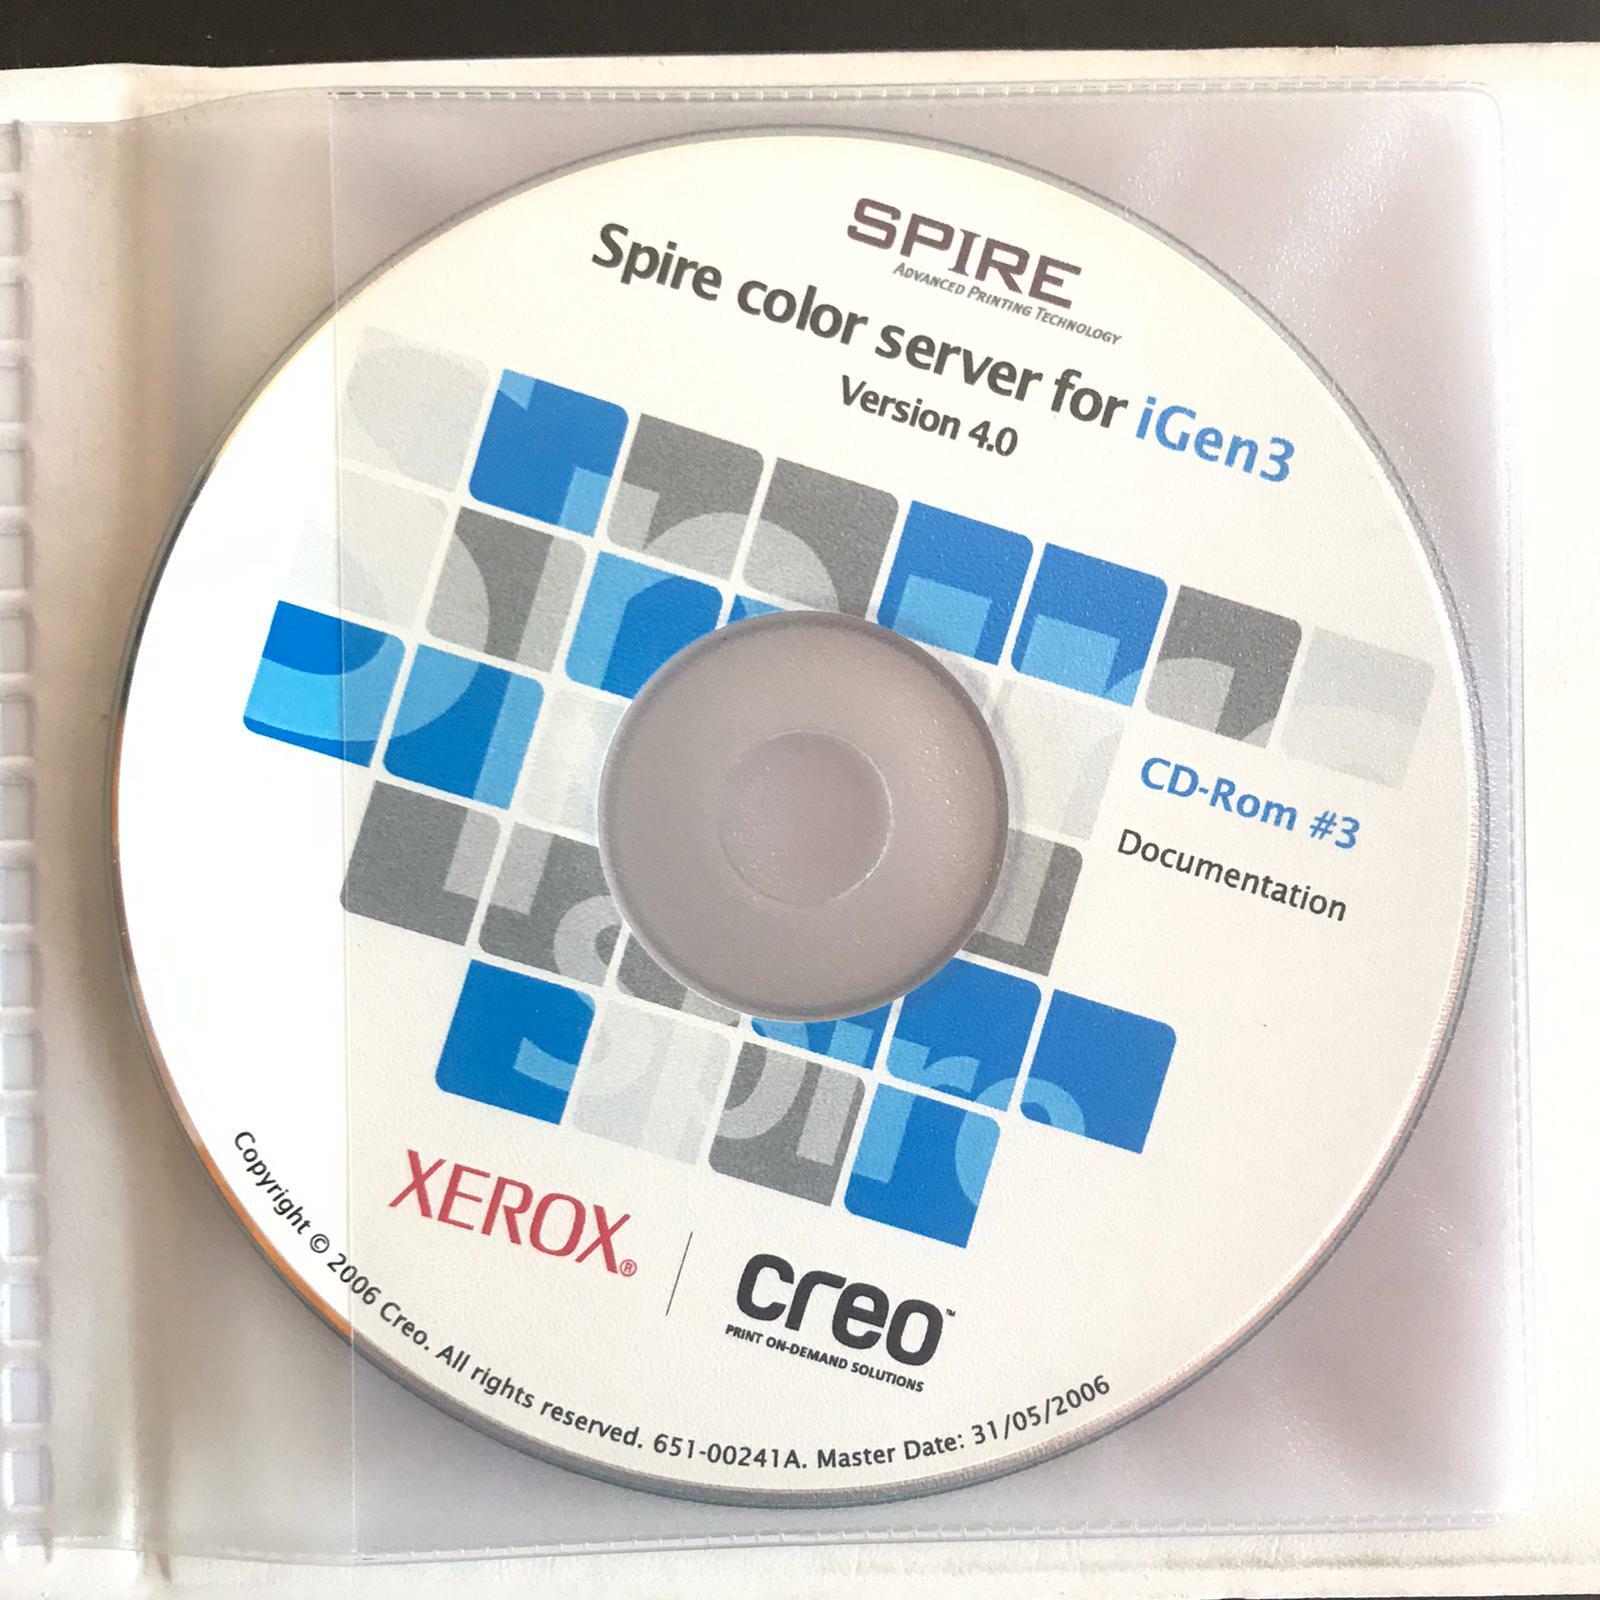 SPIRE
ADVANCED PRINTING TECHNOLOGY
Spire color server for iGen3
Version 4.0
CD-Rom #3
Documentation
XEROX®
creo™
PRINT ON-DEMAND SOLUTIONS
Copyright © 2006 Creo. All rights reserved. 651-00241A. Master Date: 31/05/2006